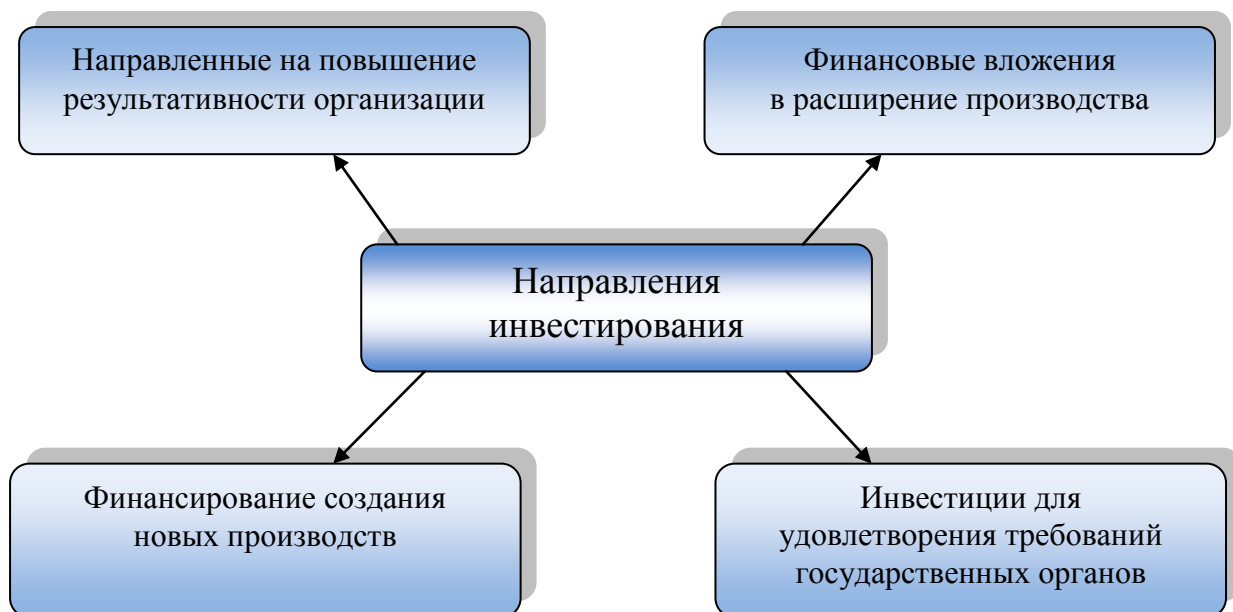 Направленные на повышение
результативности организации
Финансовые вложения
в расширение производства
Направления
инвестирования
Финансирование создания
новых производств
Инвестиции для
удовлетворения требований
государственных органов